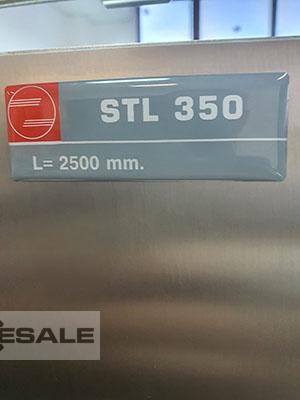 STL 350
L= 2500 mm.
ESALE